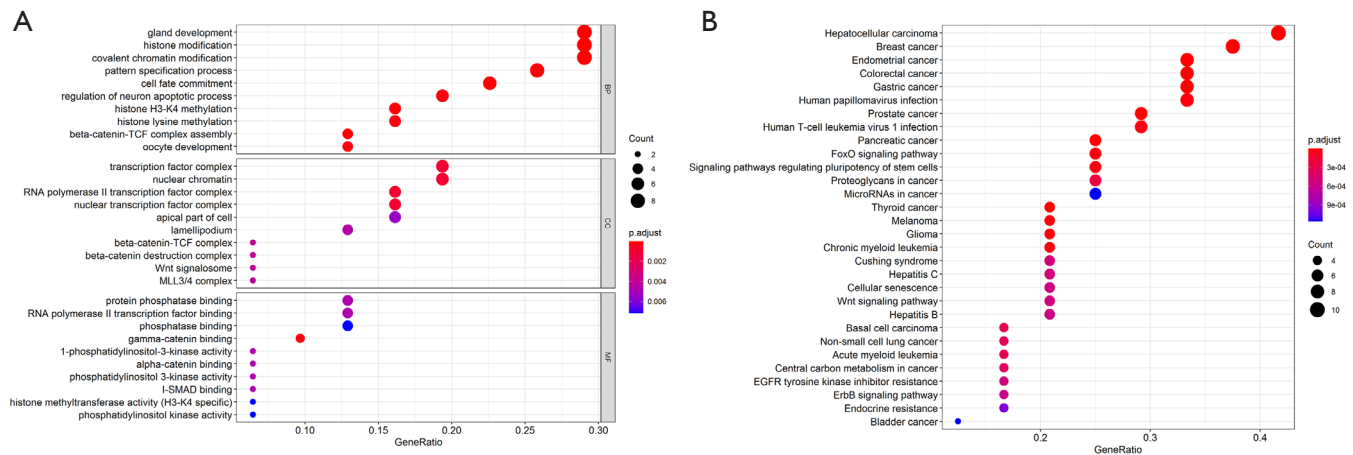 A
gland development
histone modification
covalent chromatin modification
pattern specification process
cell fate commitment
regulation of neuron apoptotic process
histone H3-K4 methylation
histone lysine methylation
beta-catenin-TCF complex assembly
oocyte development
BP
transcription factor complex
nuclear chromatin
RNA polymerase II transcription factor complex
nuclear transcription factor complex
apical part of cell
lamellipodium
beta-catenin-TCF complex
beta-catenin destruction complex
Wnt signalosome
MLL3/4 complex
CC
protein phosphatase binding
RNA polymerase II transcription factor binding
phosphatase binding
gamma-catenin binding
1-phosphatidylinositol-3-kinase activity
alpha-catenin binding
phosphatidylinositol 3-kinase activity
I-SMAD binding
histone methyltransferase activity (H3-K4 specific)
phosphatidylinositol kinase activity
MF
0.10 0.15 0.20 0.25 0.30
GeneRatio
Count
2
4
6
8
p.adjust
0.002
0.004
0.006
B
Hepatocellular carcinoma
Breast cancer
Endometrial cancer
Colorectal cancer
Gastric cancer
Human papillomavirus infection
Prostate cancer
Human T-cell leukemia virus 1 infection
Pancreatic cancer
FoxO signaling pathway
Signaling pathways regulating pluripotency of stem cells
Proteoglycans in cancer
MicroRNAs in cancer
Thyroid cancer
Melanoma
Glioma
Chronic myeloid leukemia
Cushing syndrome
Hepatitis C
Cellular senescence
Wnt signaling pathway
Hepatitis B
Basal cell carcinoma
Non-small cell lung cancer
Acute myeloid leukemia
Central carbon metabolism in cancer
EGFR tyrosine kinase inhibitor resistance
ErbB signaling pathway
Endocrine resistance
Bladder cancer
0.2 0.3 0.4
GeneRatio
p.adjust
3e-04
6e-04
9e-04
Count
4
6
8
10